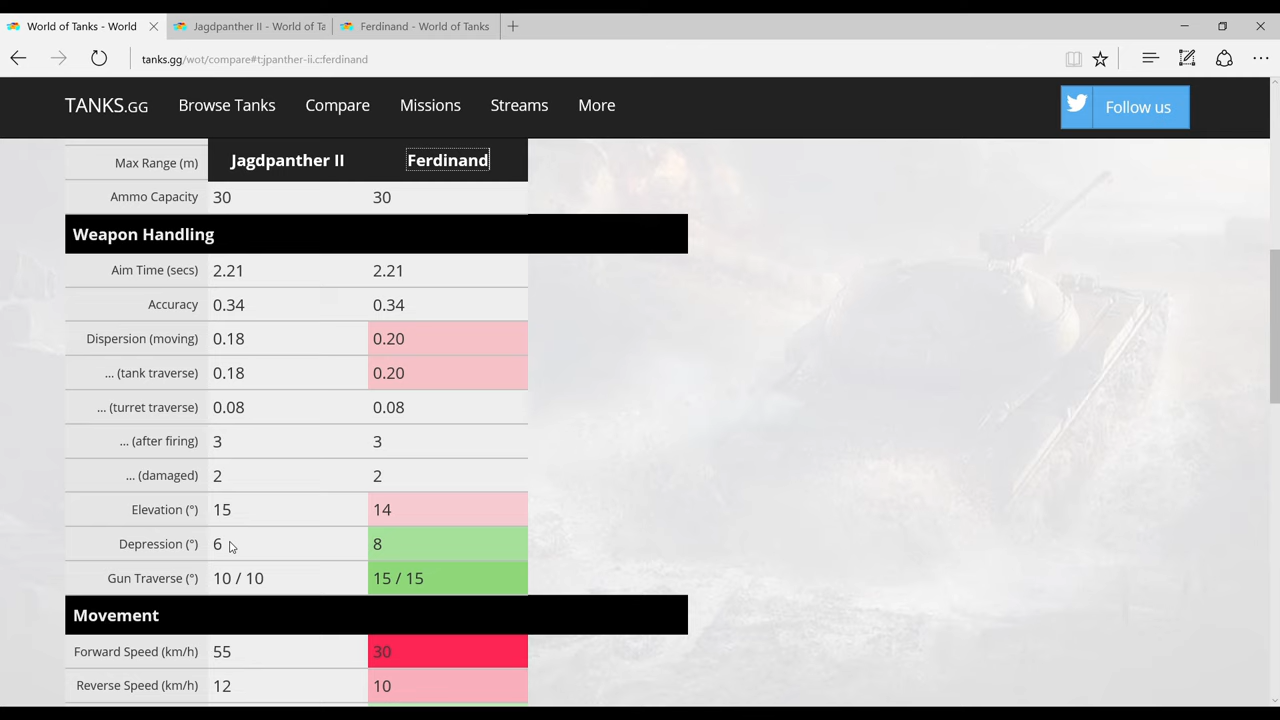 World of Tanks - World
Jagdpanther II - World of Ta
Ferdinand - World of Tanks
tanks.gg/wot/compare#t:jpanther-ii.c:ferdinand
TANKS.GG Browse Tanks Compare Missions Streams More Follow us
Jagdpanther II Ferdinand
Max Range (m)
Ammo Capacity 30 30
Weapon Handling
Aim Time (secs) 2.21 2.21
Accuracy 0.34 0.34
Dispersion (moving) 0.18 0.20
... (tank traverse) 0.18 0.20
... (turret traverse) 0.08 0.08
... (after firing) 3 3
... (damaged) 2 2
Elevation (°) 15 14
Depression (°) 6 8
Gun Traverse (°) 10 / 10 15 / 15
Movement
Forward Speed (km/h) 55 30
Reverse Speed (km/h) 12 10